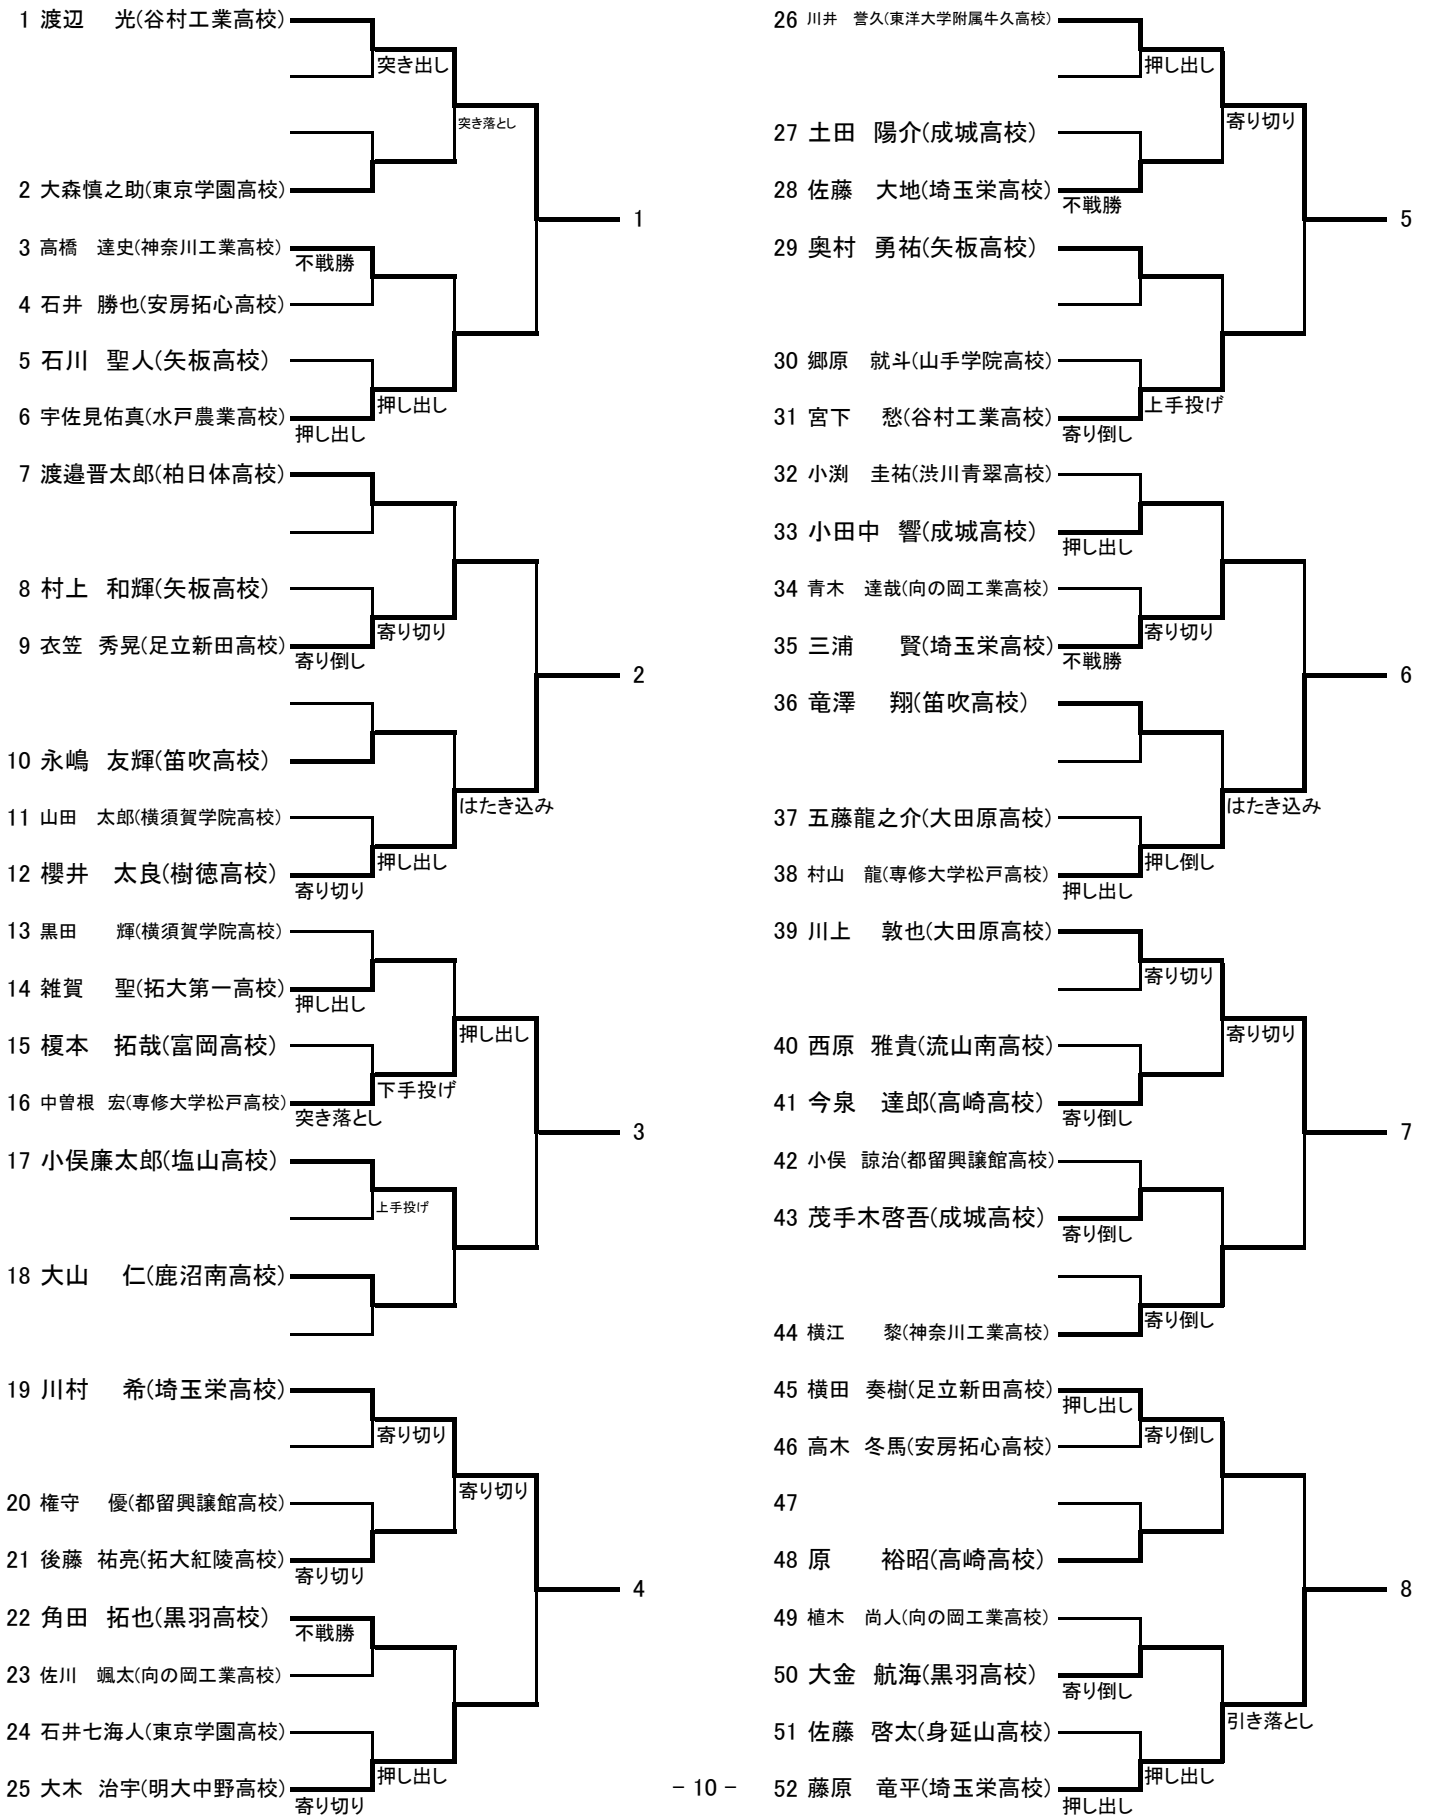 1 渡辺　光(谷村工業高校)
突き出し
突き落とし
2 大森慎之助(東京学園高校)
1
3 高橋　達史(神奈川工業高校)
不戦勝
4 石井　勝也(安房拓心高校)
5 石川　聖人(矢板高校)
押し出し
6 宇佐見佑真(水戸農業高校)
押し出し
7 渡邉晋太郎(柏日体高校)
8 村上　和輝(矢板高校)
寄り切り
9 衣笠　秀晃(足立新田高校)
寄り倒し
2
10 永嶋　友輝(笛吹高校)
はたき込み
11 山田　太郎(横須賀学院高校)
押し出し
12 櫻井　太良(樹徳高校)
寄り切り
13 黒田　輝(横須賀学院高校)
14 雑賀　聖(拓大第一高校)
押し出し
押し出し
15 榎本　拓哉(富岡高校)
下手投げ
16 中曽根　宏(専修大学松戸高校)
突き落とし
3
17 小俣廉太郎(塩山高校)
上手投げ
18 大山　仁(鹿沼南高校)
19 川村　希(埼玉栄高校)
寄り切り
寄り切り
20 権守　優(都留興譲館高校)
21 後藤　祐亮(拓大紅陵高校)
寄り切り
4
22 角田　拓也(黒羽高校)
不戦勝
23 佐川　颯太(向の岡工業高校)
24 石井七海人(東京学園高校)
押し出し
25 大木　治宇(明大中野高校)
寄り切り
26 川井　誉久(東洋大学附属牛久高校)
押し出し
寄り切り
27 土田　陽介(成城高校)
28 佐藤　大地(埼玉栄高校)
不戦勝
5
29 奥村　勇祐(矢板高校)
30 郷原　就斗(山手学院高校)
上手投げ
31 宮下　愁(谷村工業高校)
寄り倒し
32 小渕　圭祐(渋川青翠高校)
33 小田中　響(成城高校)
押し出し
34 青木　達哉(向の岡工業高校)
寄り切り
35 三浦　賢(埼玉栄高校)
不戦勝
6
36 竜澤　翔(笛吹高校)
はたき込み
37 五藤龍之介(大田原高校)
押し倒し
38 村山　龍(専修大学松戸高校)
押し出し
39 川上　敦也(大田原高校)
寄り切り
寄り切り
40 西原　雅貴(流山南高校)
41 今泉　達郎(高崎高校)
寄り倒し
7
42 小俣　諒治(都留興譲館高校)
43 茂手木啓吾(成城高校)
寄り倒し
寄り倒し
44 横江　黎(神奈川工業高校)
45 横田　奏樹(足立新田高校)
押し出し
寄り倒し
46 高木　冬馬(安房拓心高校)
47
48 原　裕昭(高崎高校)
8
49 植木　尚人(向の岡工業高校)
50 大金　航海(黒羽高校)
寄り倒し
引き落とし
51 佐藤　啓太(身延山高校)
押し出し
52 藤原　竜平(埼玉栄高校)
押し出し
- 10 -